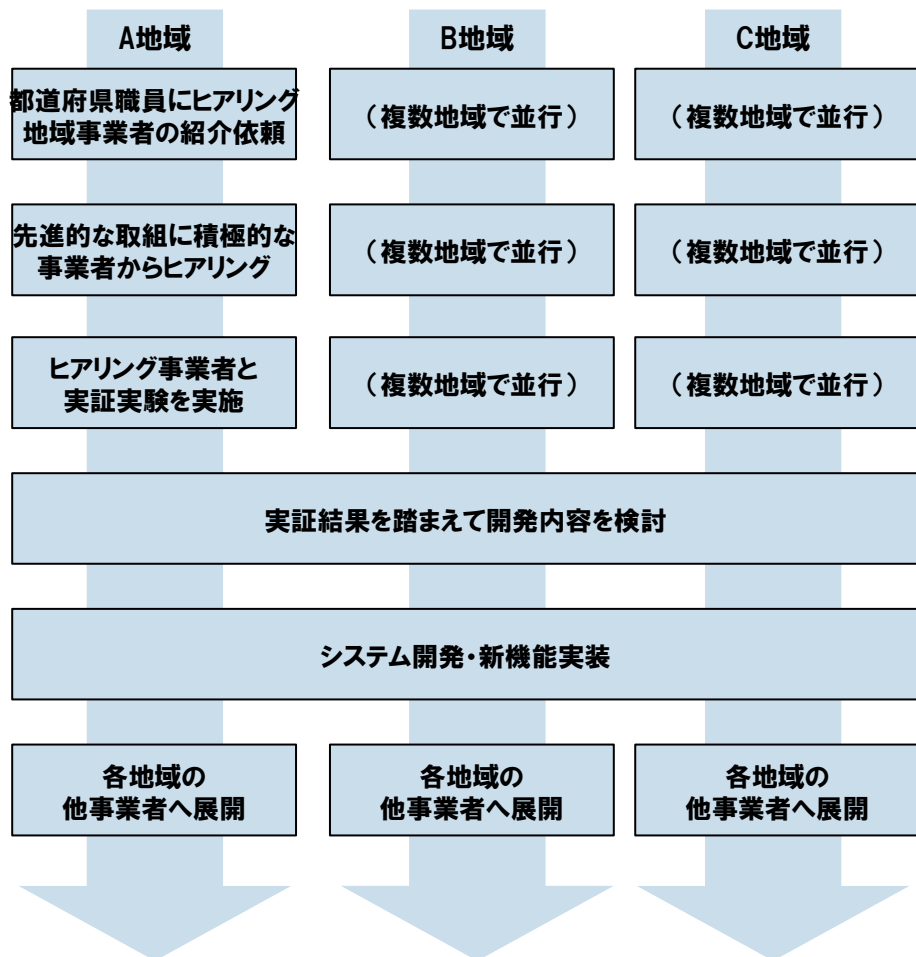 A地域
B地域
C地域
都道府県職員にヒアリング
地域事業者の紹介依頼
（複数地域で並行）
（複数地域で並行）
先進的な取組に積極的な
事業者からヒアリング
（複数地域で並行）
（複数地域で並行）
ヒアリング事業者と
実証実験を実施
（複数地域で並行）
（複数地域で並行）
実証結果を踏まえて開発内容を検討
システム開発・新機能実装
各地域の
他事業者へ展開
各地域の
他事業者へ展開
各地域の
他事業者へ展開